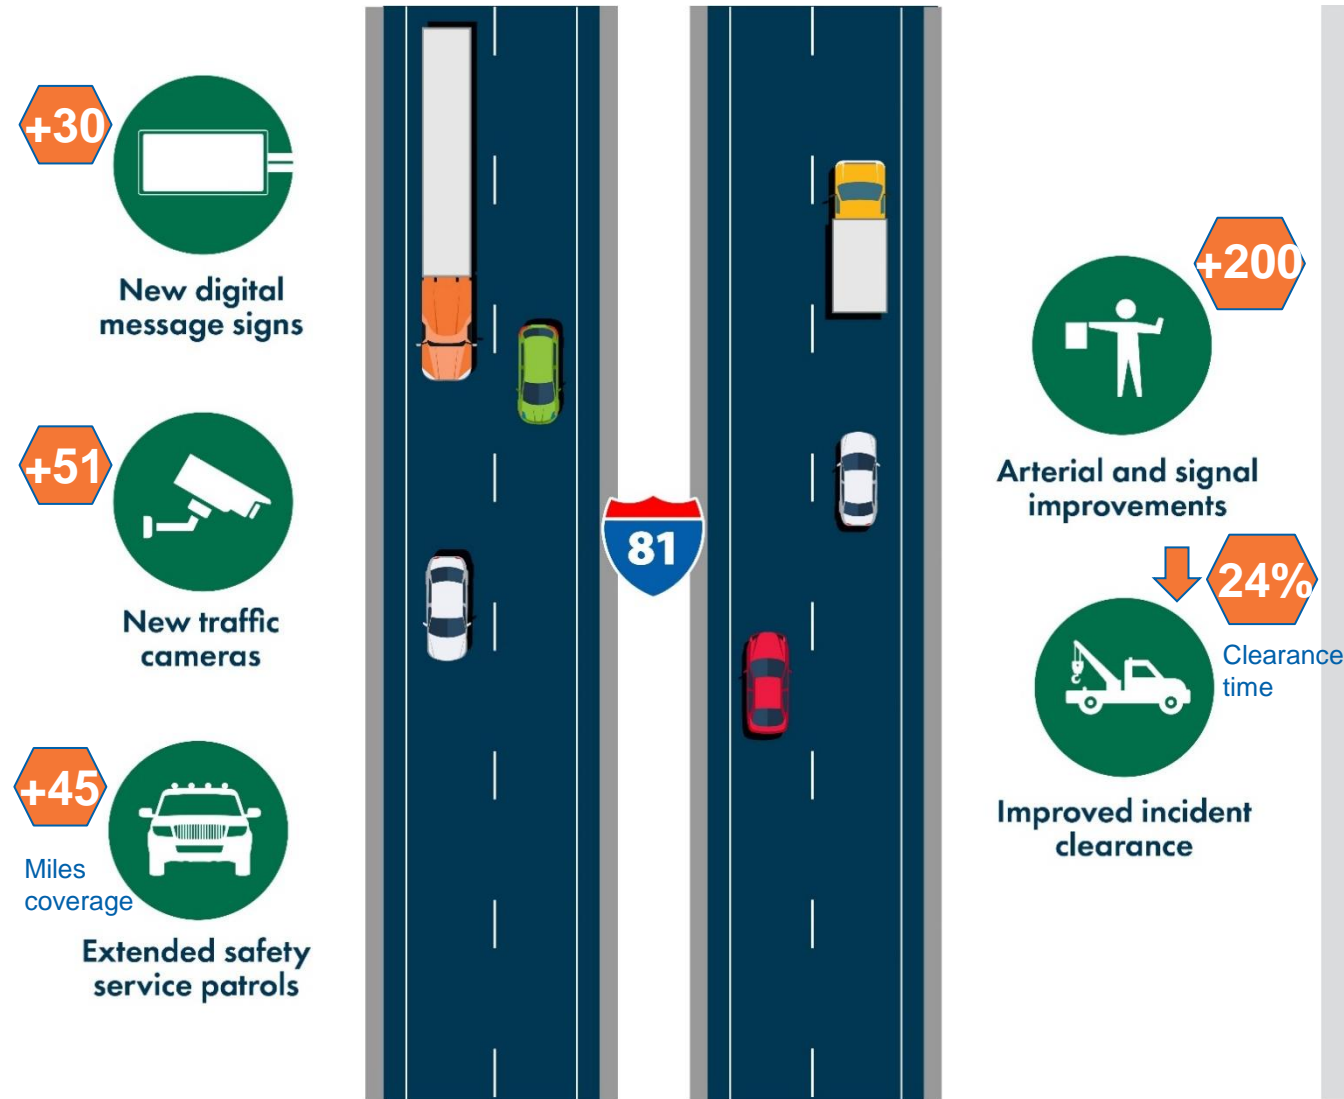 +30
New digital
message signs
+51
New traffic
cameras
+45
Miles
coverage
Extended safety
service patrols
81
+200
Arterial and signal
improvements
24%
Clearance
time
Improved incident
clearance